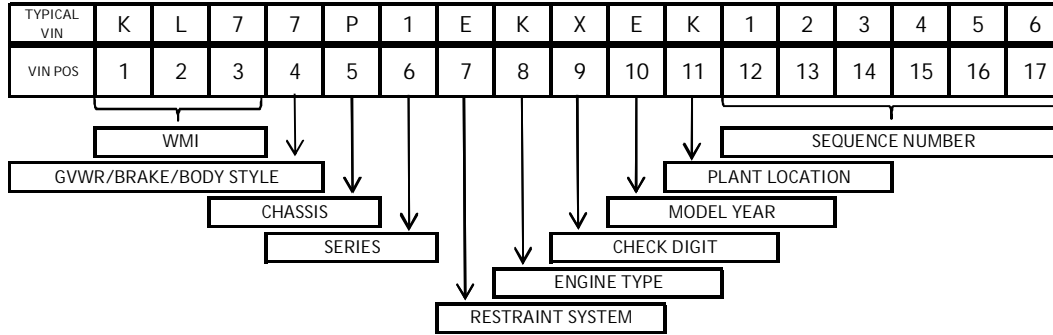 TYPICAL VIN K L 7 7 P 1 E K X E K 1 2 3 4 5 6
VIN POS 1 2 3 4 5 6 7 8 9 10 11 12 13 14 15 16 17
WMI SEQUENCE NUMBER
GVWR/BRAKE/BODY STYLE PLANT LOCATION
CHASSIS MODEL YEAR
SERIES CHECK DIGIT
ENGINE TYPE
RESTRAINT SYSTEM